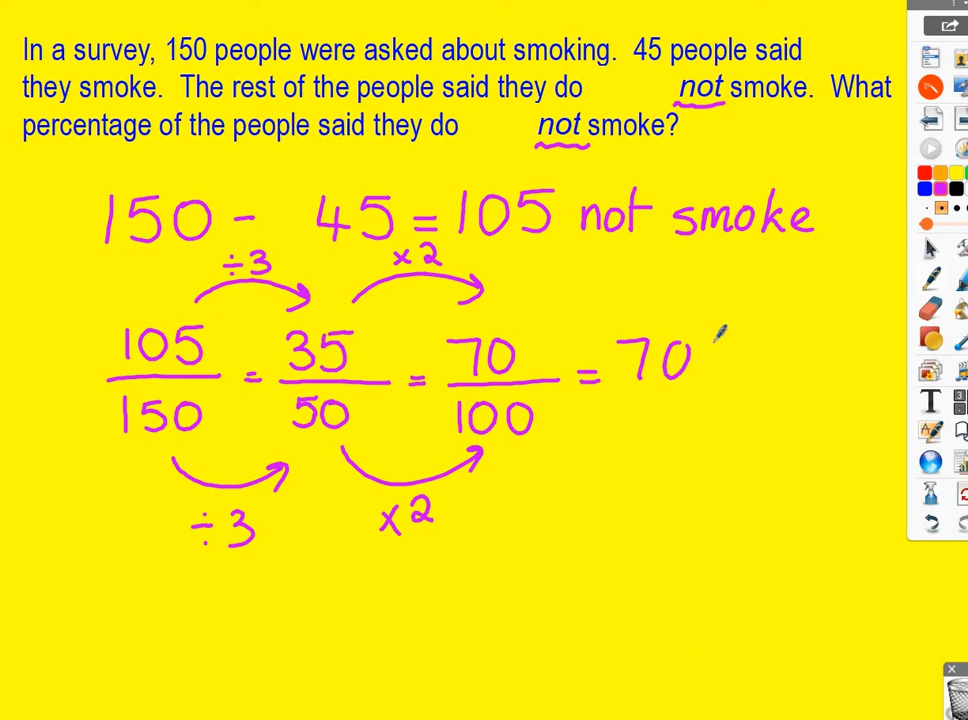 In a survey, 150 people were asked about smoking. 45 people said
they smoke. The rest of the people said they do not smoke. What
percentage of the people said they do not smoke?
150 - 45 = 105 not smoke
÷3 ×2
105/150 = 35/50 = 70/100 = 70
÷3 ×2